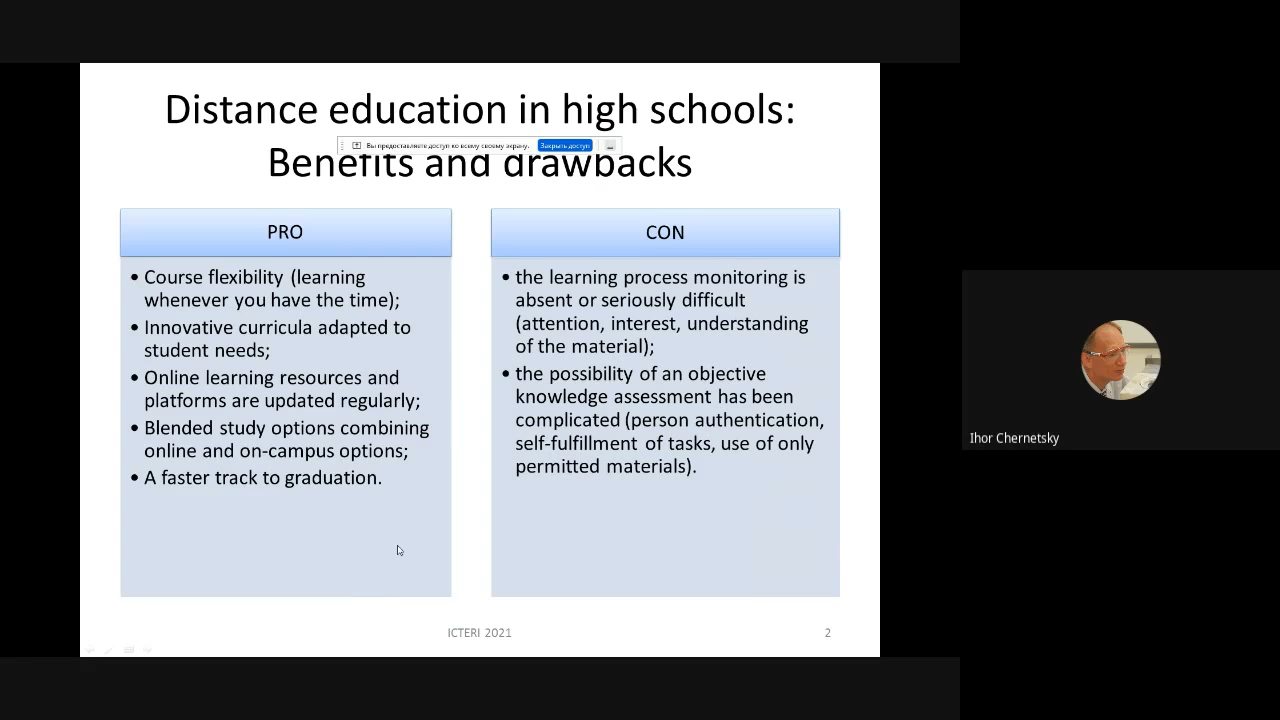 Distance education in high schools:
Вы предоставляете доступ ко всему своему экрану.
Закрыть доступ
Benefits and drawbacks
PRO
• Course flexibility (learning
whenever you have the time);
• Innovative curricula adapted to
student needs;
• Online learning resources and
platforms are updated regularly;
• Blended study options combining
online and on-campus options;
• A faster track to graduation.
CON
• the learning process monitoring is
absent or seriously difficult
(attention, interest, understanding
of the material);
• the possibility of an objective
knowledge assessment has been
complicated (person authentication,
self-fulfillment of tasks, use of only
permitted materials).
ICTERI 2021
2
Ihor Chernetsky